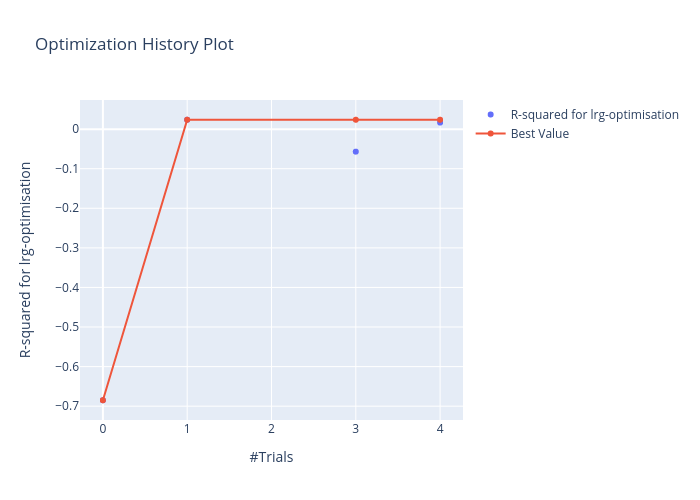 Optimization History Plot
R-squared for lrg-optimisation
Best Value
R-squared for lrg-optimisation
0
−0.1
−0.2
−0.3
−0.4
−0.5
−0.6
−0.7
0 1 2 3 4
#Trials